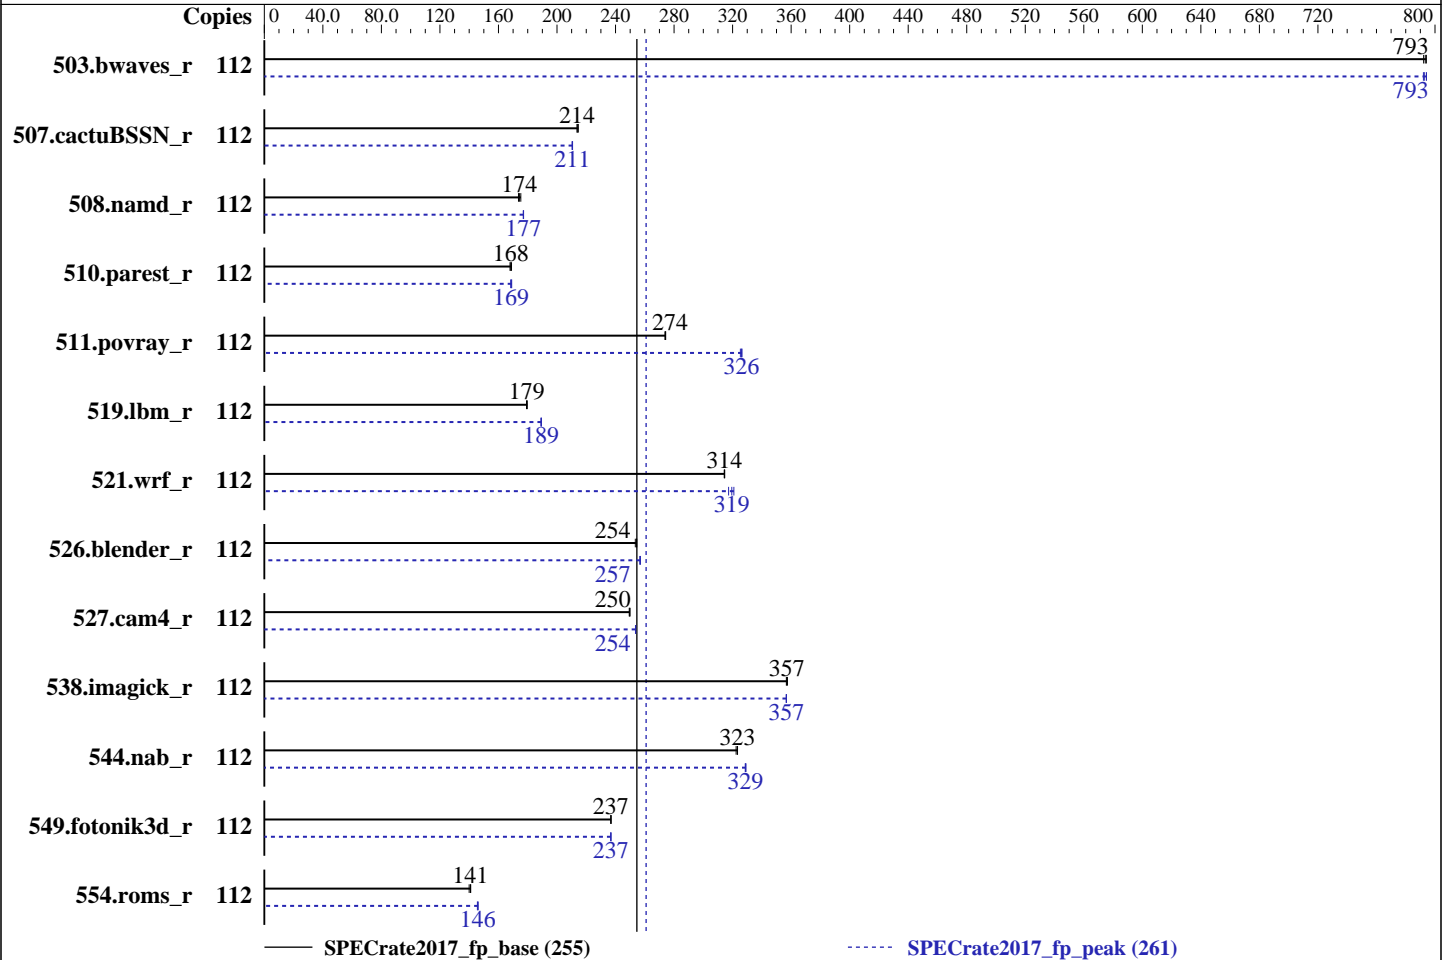 Copies 0 40.0 80.0 120 160 200 240 280 320 360 400 440 480 520 560 600 640 680 720 800
793
503.bwaves_r 112
793
214
507.cactuBSSN_r 112
211
174
508.namd_r 112
177
168
510.parest_r 112
169
274
511.povray_r 112
326
179
519.lbm_r 112
189
314
521.wrf_r 112
319
254
526.blender_r 112
257
250
527.cam4_r 112
254
357
538.imagick_r 112
357
323
544.nab_r 112
329
237
549.fotonik3d_r 112
237
141
554.roms_r 112
146
SPECrate2017_fp_base (255) SPECrate2017_fp_peak (261)